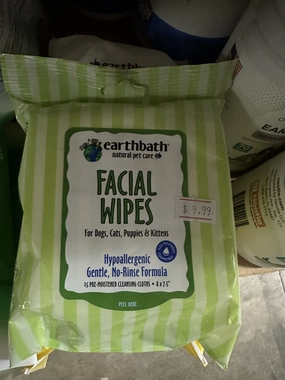 earthbath
natural pet care
FACIAL
WIPES
$ 9.99
For Dogs, Cats, Puppies & Kittens
Hypoallergenic
Gentle, No-Rinse Formula
25 PRE-MOISTENED CLEANSING CLOTHS • 8 x 7.5"
PEEL HERE